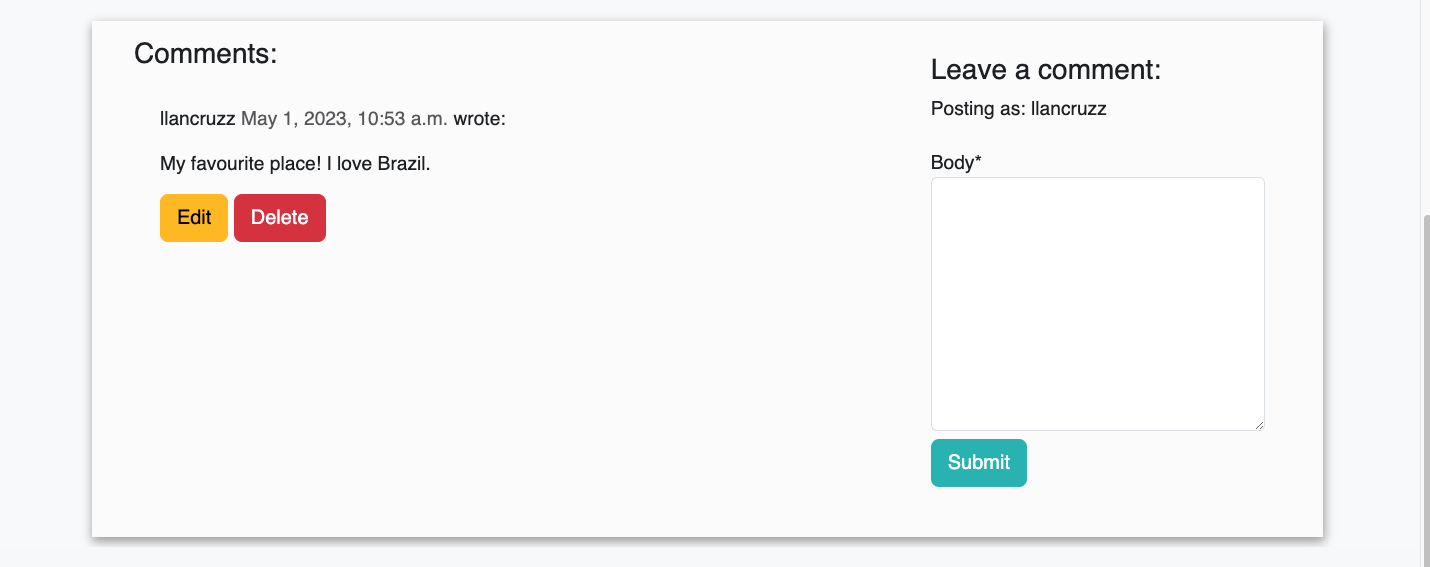 Comments:
llancruzz May 1, 2023, 10:53 a.m. wrote:
My favourite place! I love Brazil.
Edit Delete
Leave a comment:
Posting as: llancruzz
Body*
Submit